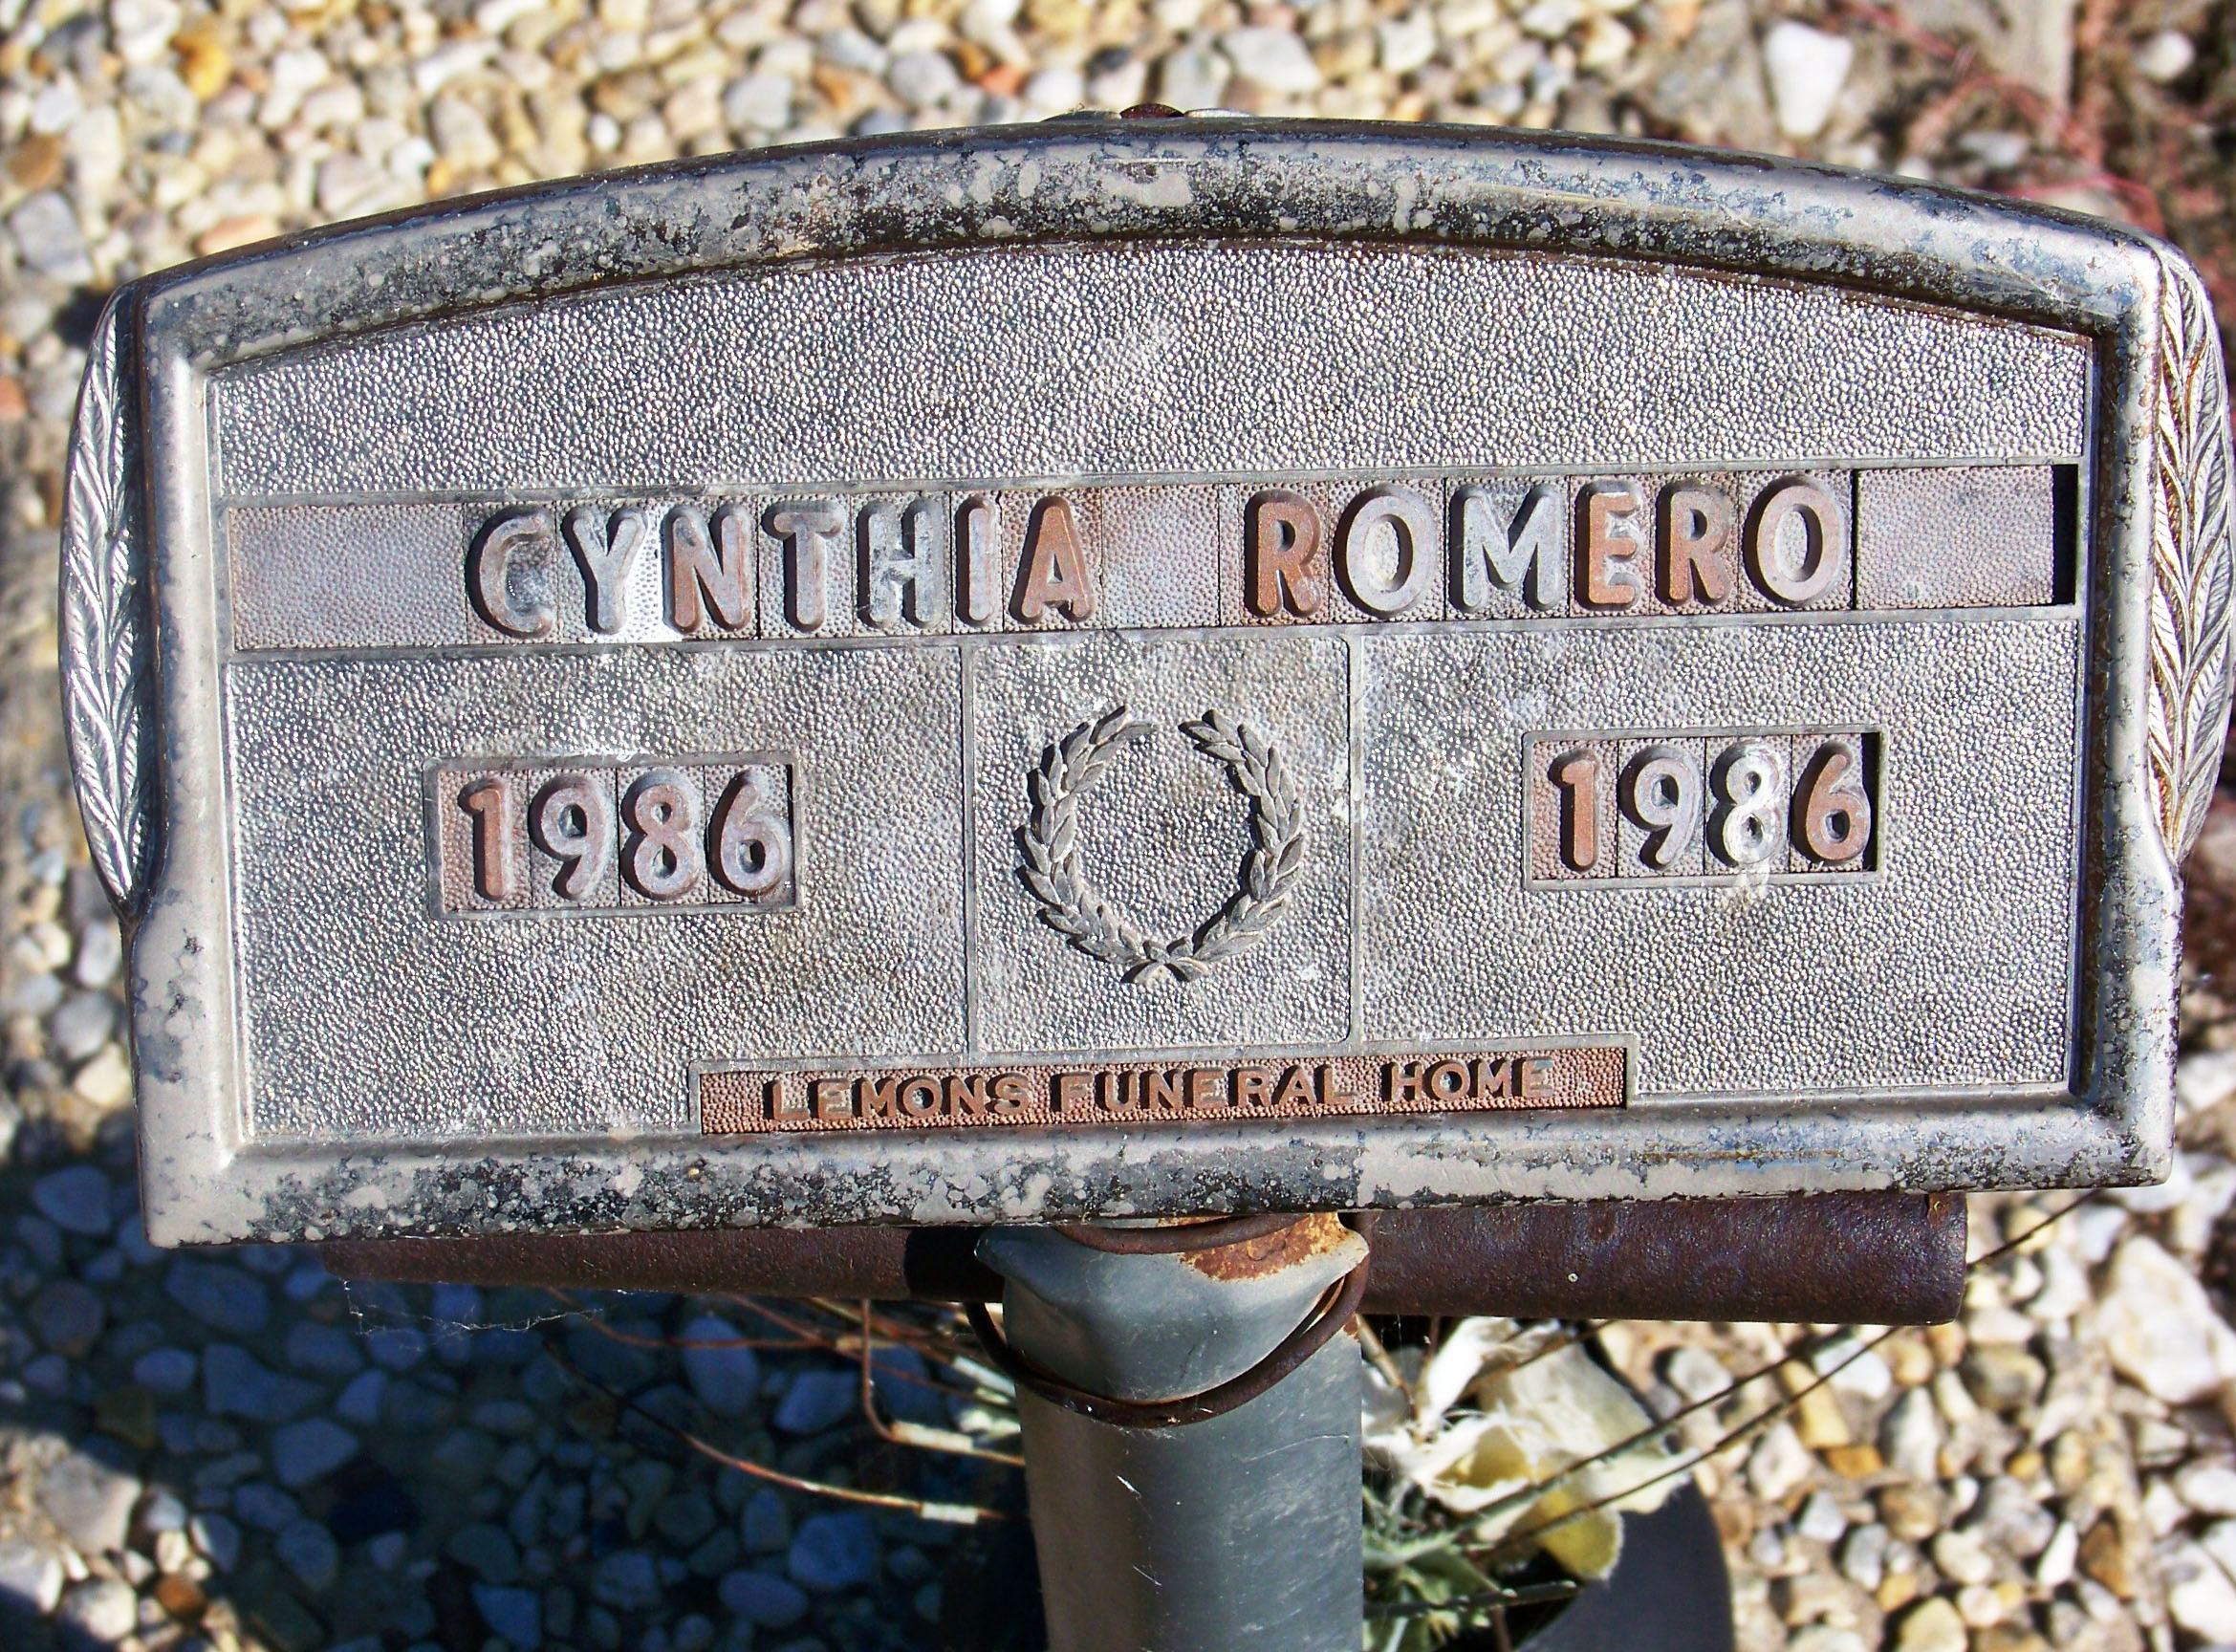 CYNTHIA ROMERO
1986 1986
LEMONS FUNERAL HOME